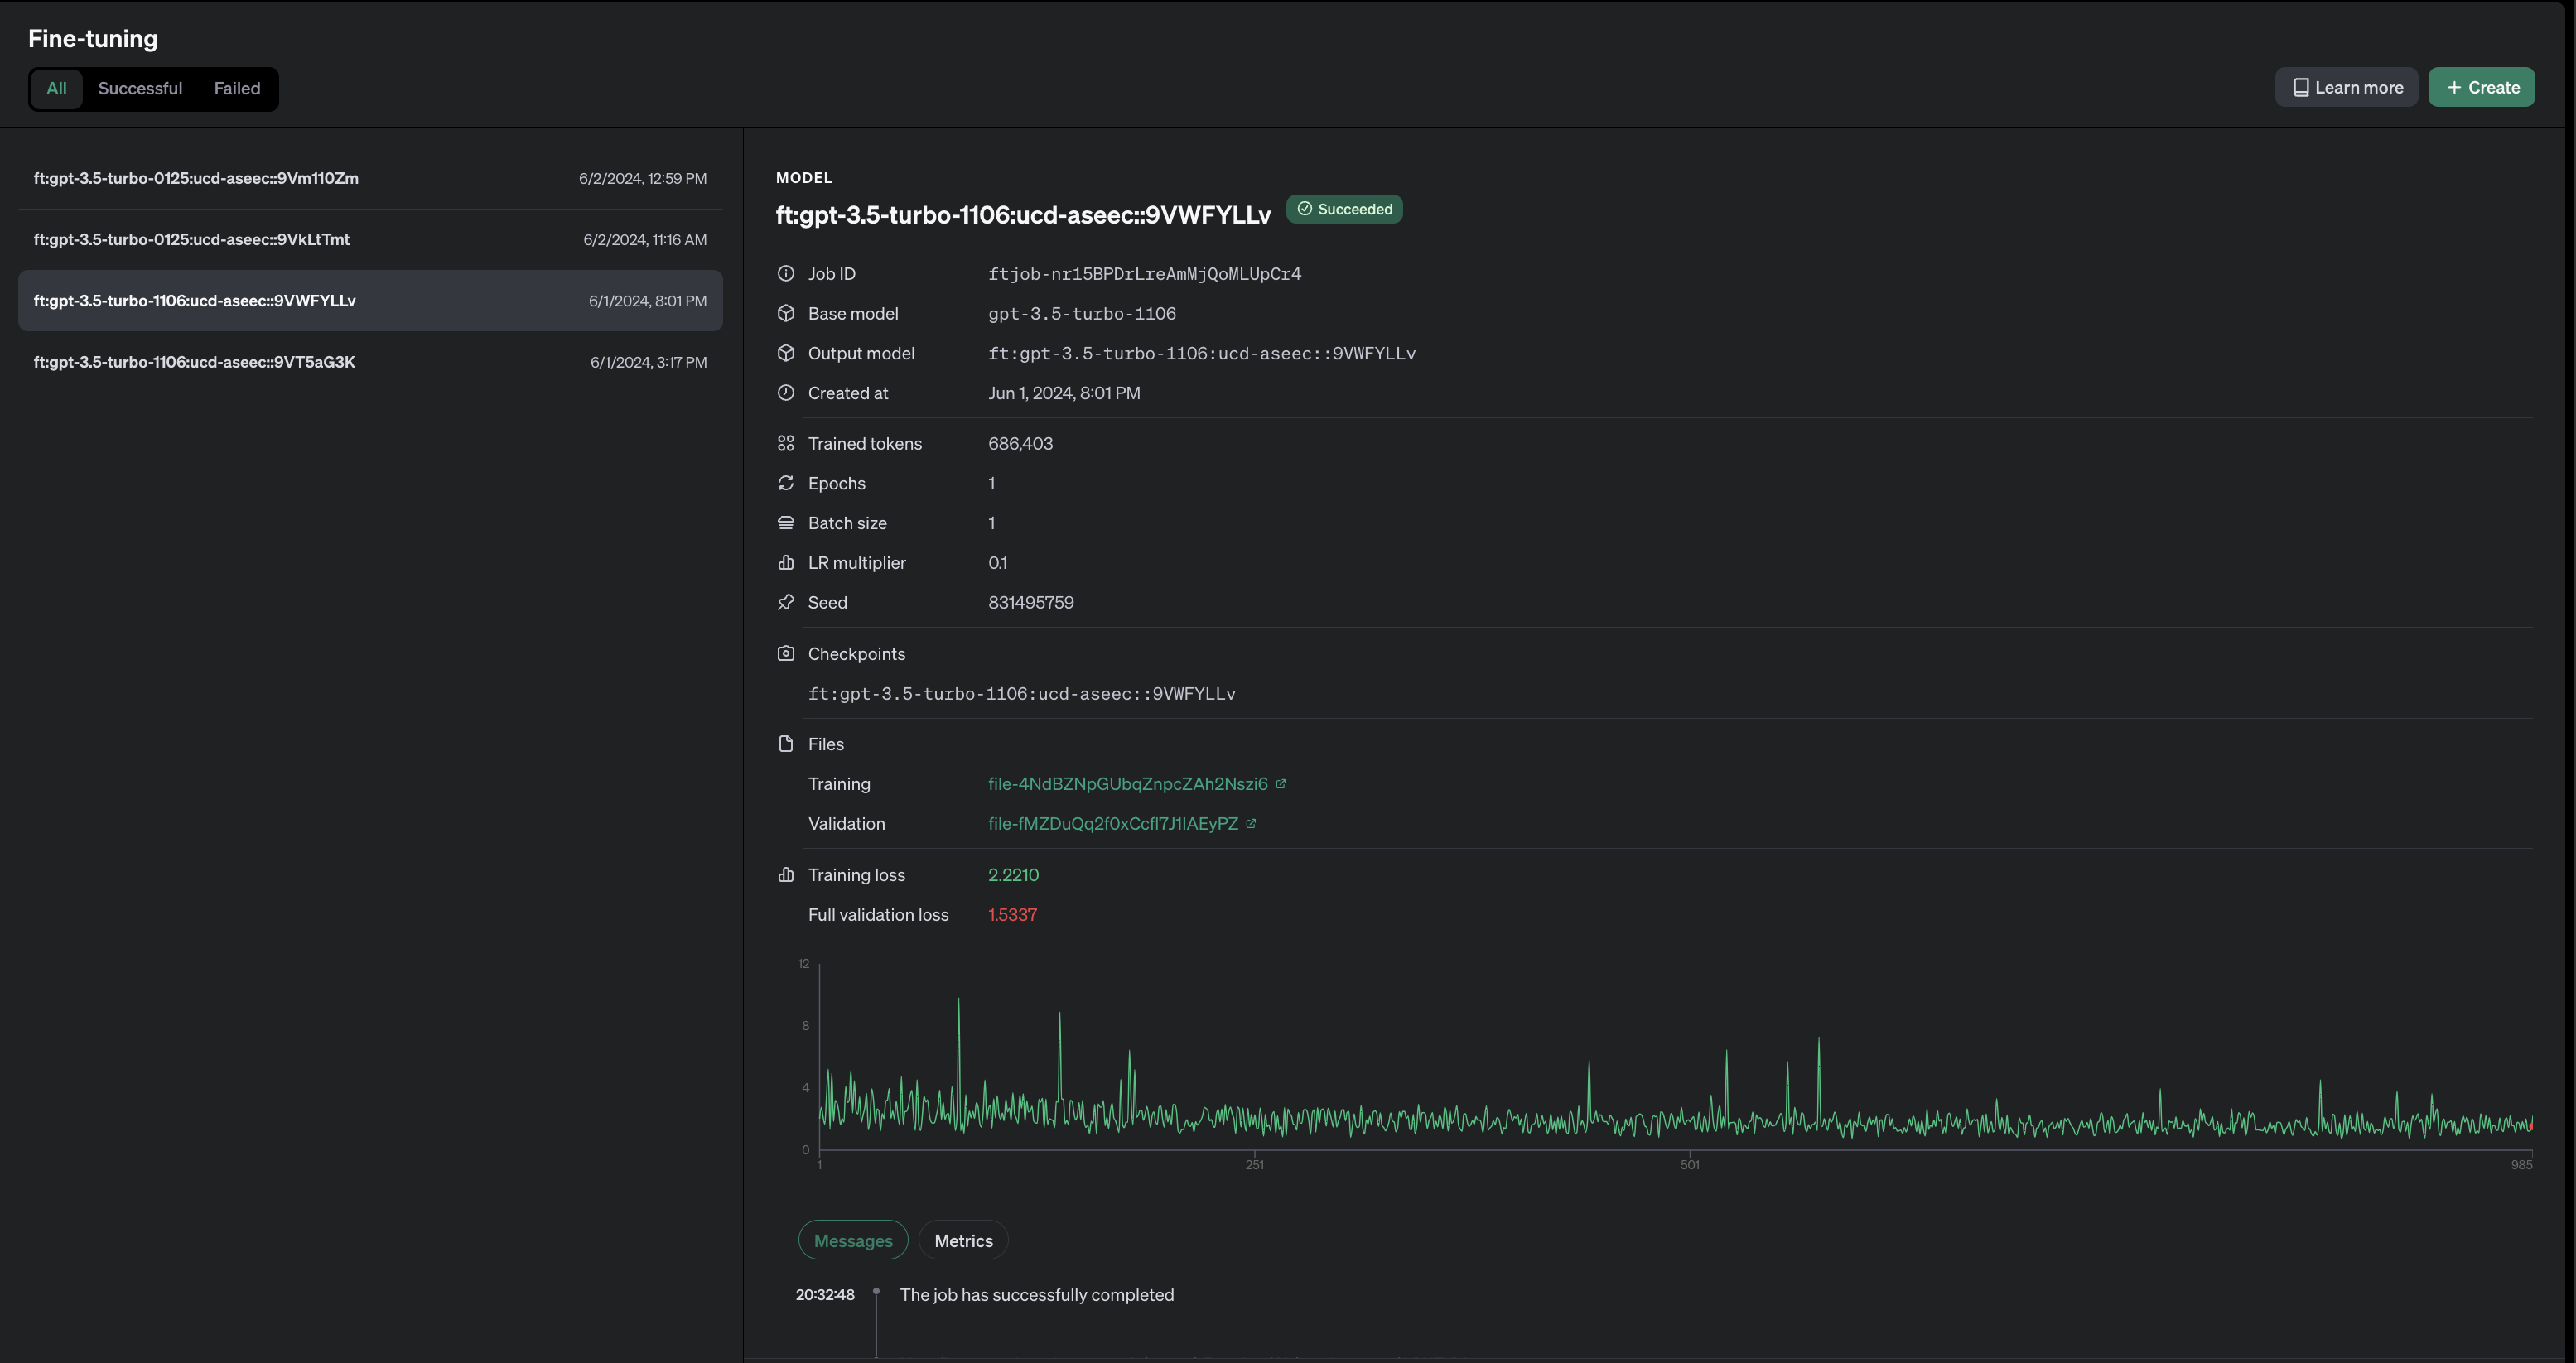 Fine-tuning
All Successful Failed
Learn more + Create
ft:gpt-3.5-turbo-0125:ucd-aseec::9Vm110Zm 6/2/2024, 12:59 PM
ft:gpt-3.5-turbo-0125:ucd-aseec::9VkLtTmt 6/2/2024, 11:16 AM
ft:gpt-3.5-turbo-1106:ucd-aseec::9VWFYLLv 6/1/2024, 8:01 PM
ft:gpt-3.5-turbo-1106:ucd-aseec::9VT5aG3K 6/1/2024, 3:17 PM
MODEL
ft:gpt-3.5-turbo-1106:ucd-aseec::9VWFYLLv Succeeded
Job ID ftjob-nr15BPDrLreAmMjQoMLUpCr4
Base model gpt-3.5-turbo-1106
Output model ft:gpt-3.5-turbo-1106:ucd-aseec::9VWFYLLv
Created at Jun 1, 2024, 8:01 PM
Trained tokens 686,403
Epochs 1
Batch size 1
LR multiplier 0.1
Seed 831495759
Checkpoints
ft:gpt-3.5-turbo-1106:ucd-aseec::9VWFYLLv
Files
Training file-4NdBZNpGUbqZnpcZAh2Nszi6
Validation file-fMZDuQq2f0xCcfl7J1IAEyPZ
Training loss 2.2210
Full validation loss 1.5337
12
8
4
0
1 251 501 985
Messages Metrics
20:32:48 The job has successfully completed